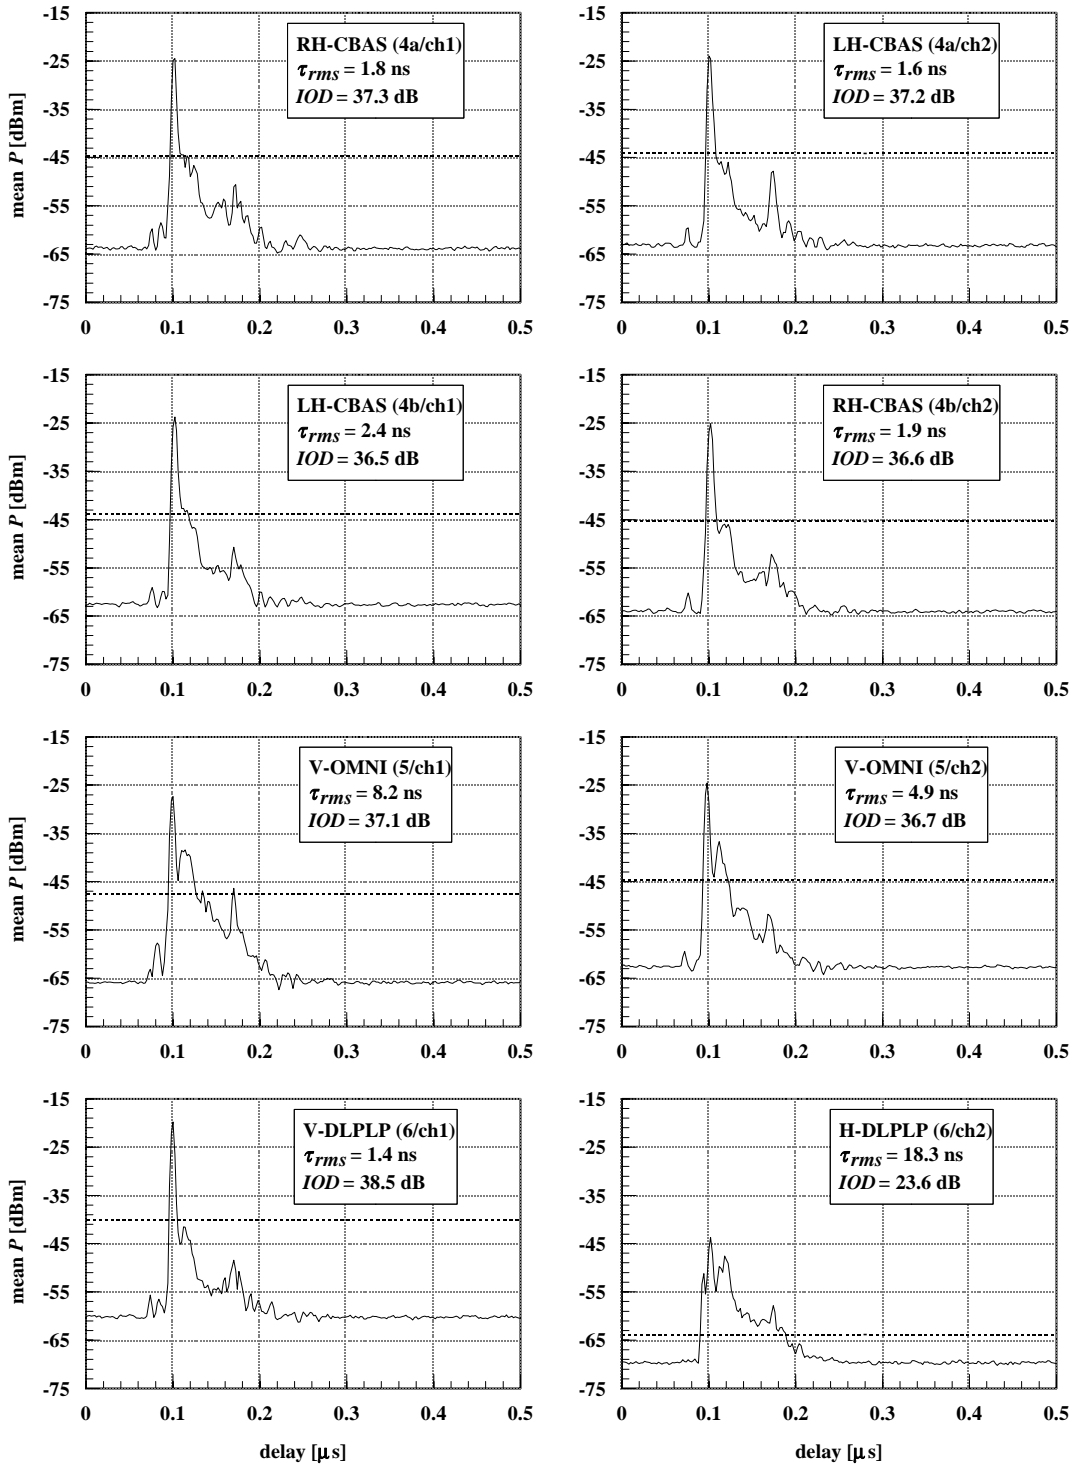 RH-CBAS (4a/ch1)
τrms = 1.8 ns
IOD = 37.3 dB
mean P [dBm]
-15
-25
-35
-45
-55
-65
-75
0 0.1 0.2 0.3 0.4 0.5
LH-CBAS (4a/ch2)
τrms = 1.6 ns
IOD = 37.2 dB
-15
-25
-35
-45
-55
-65
-75
0 0.1 0.2 0.3 0.4 0.5
LH-CBAS (4b/ch1)
τrms = 2.4 ns
IOD = 36.5 dB
mean P [dBm]
-15
-25
-35
-45
-55
-65
-75
0 0.1 0.2 0.3 0.4 0.5
RH-CBAS (4b/ch2)
τrms = 1.9 ns
IOD = 36.6 dB
-15
-25
-35
-45
-55
-65
-75
0 0.1 0.2 0.3 0.4 0.5
V-OMNI (5/ch1)
τrms = 8.2 ns
IOD = 37.1 dB
mean P [dBm]
-15
-25
-35
-45
-55
-65
-75
0 0.1 0.2 0.3 0.4 0.5
V-OMNI (5/ch2)
τrms = 4.9 ns
IOD = 36.7 dB
-15
-25
-35
-45
-55
-65
-75
0 0.1 0.2 0.3 0.4 0.5
V-DLPLP (6/ch1)
τrms = 1.4 ns
IOD = 38.5 dB
mean P [dBm]
-15
-25
-35
-45
-55
-65
-75
0 0.1 0.2 0.3 0.4 0.5
delay [μs]
H-DLPLP (6/ch2)
τrms = 18.3 ns
IOD = 23.6 dB
-15
-25
-35
-45
-55
-65
-75
0 0.1 0.2 0.3 0.4 0.5
delay [μs]